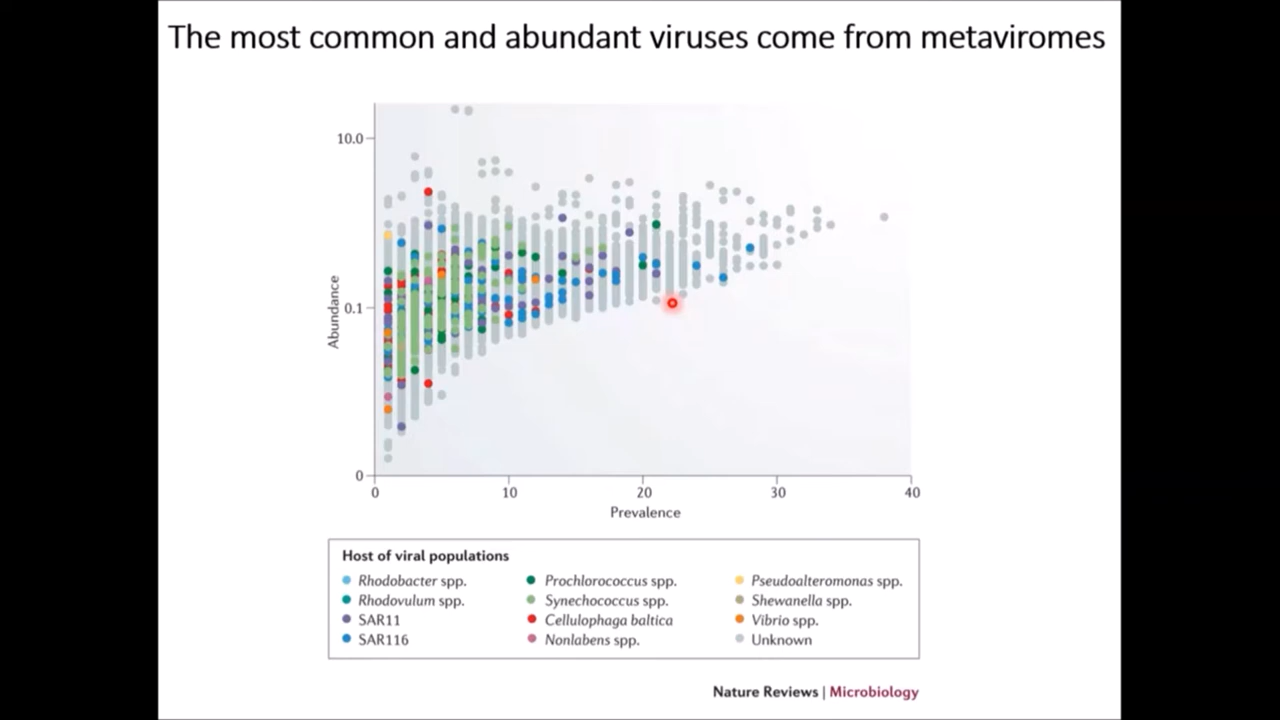 The most common and abundant viruses come from metaviromes
10.0
0.1
0
Abundance
0 10 20 30 40
Prevalence
Host of viral populations
Rhodobacter spp. Prochlorococcus spp. Pseudoalteromonas spp.
Rhodovulum spp. Synechococcus spp. Shewanella spp.
SAR11 Cellulophaga baltica Vibrio spp.
SAR116 Nonlabens spp. Unknown
Nature Reviews | Microbiology